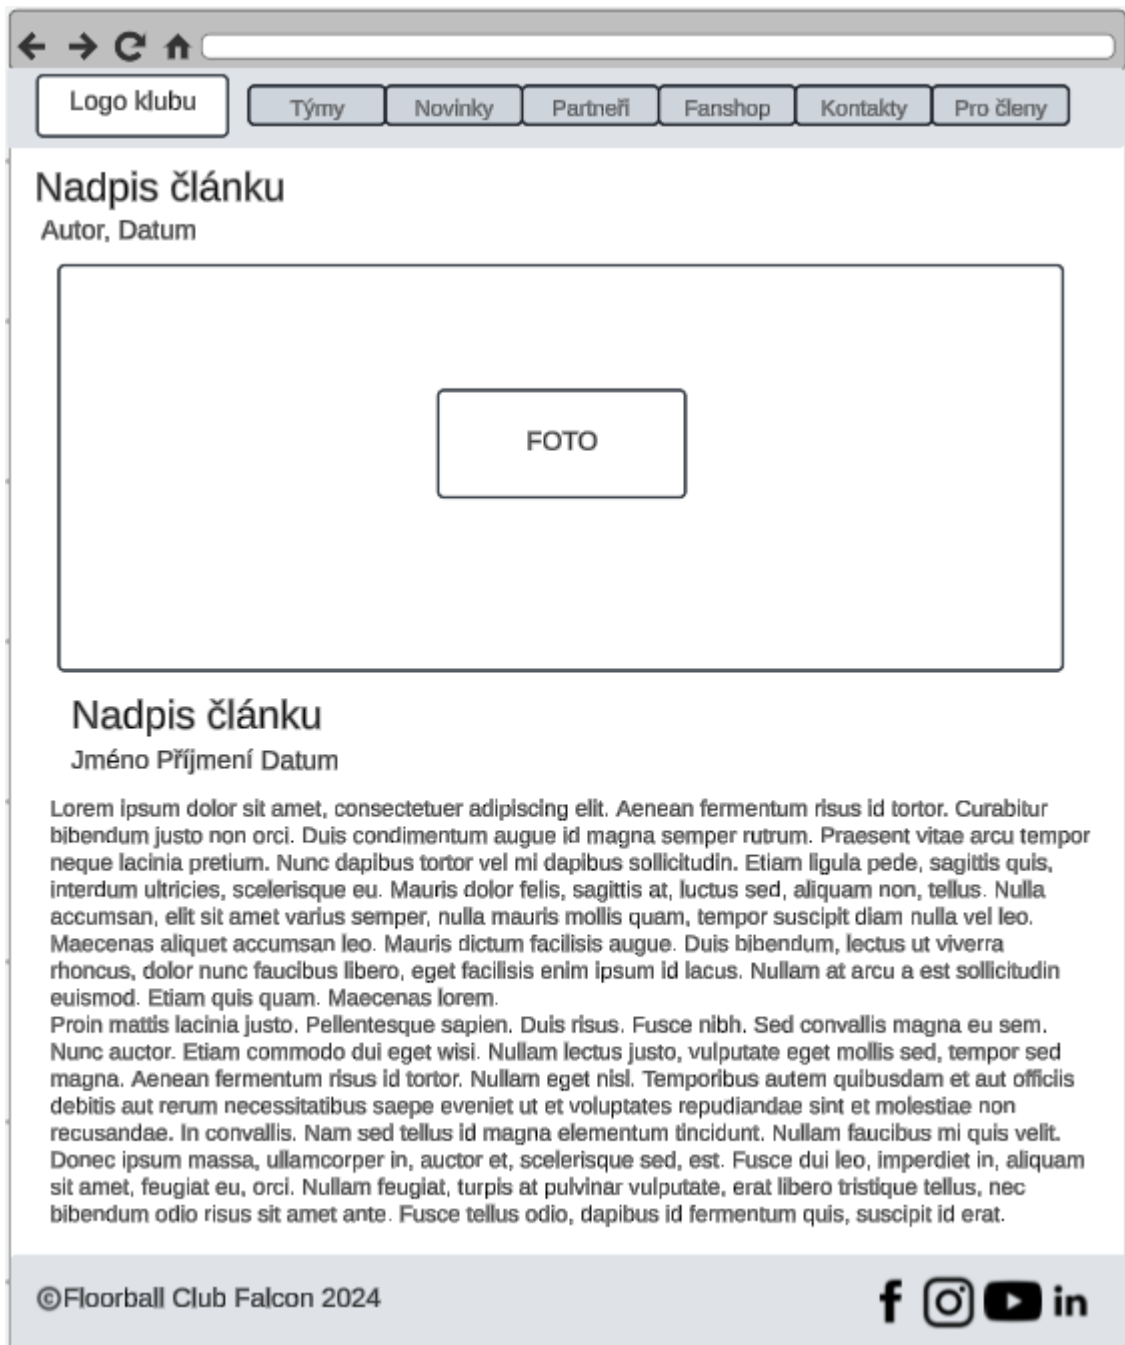 Logo klubu
Týmy Novinky Partneři Fanshop Kontakty Pro členy
Nadpis článku
Autor, Datum
FOTO
Nadpis článku
Jméno Příjmení Datum
Lorem ipsum dolor sit amet, consectetuer adipiscing elit. Aenean fermentum risus id tortor. Curabitur
bibendum justo non orci. Duis condimentum augue id magna semper rutrum. Praesent vitae arcu tempor
neque lacinia pretium. Nunc dapibus tortor vel mi dapibus sollicitudin. Etiam ligula pede, sagittis quis,
interdum ultricies, scelerisque eu. Mauris dolor felis, sagittis at, luctus sed, aliquam non, tellus. Nulla
accumsan, elit sit amet varius semper, nulla mauris mollis quam, tempor suscipit diam nulla vel leo.
Maecenas aliquet accumsan leo. Mauris dictum facilisis augue. Duis bibendum, lectus ut viverra
rhoncus, dolor nunc faucibus libero, eget facilisis enim ipsum id lacus. Nullam at arcu a est sollicitudin
euismod. Etiam quis quam. Maecenas lorem.
Proin mattis lacinia justo. Pellentesque sapien. Duis risus. Fusce nibh. Sed convallis magna eu sem.
Nunc auctor. Etiam commodo dui eget wisi. Nullam lectus justo, vulputate eget mollis sed, tempor sed
magna. Aenean fermentum risus id tortor. Nullam eget nisl. Temporibus autem quibusdam et aut officiis
debitis aut rerum necessitatibus saepe eveniet ut et voluptates repudiandae sint et molestiae non
recusandae. In convallis. Nam sed tellus id magna elementum tincidunt. Nullam faucibus mi quis velit.
Donec ipsum massa, ullamcorper in, auctor et, scelerisque sed, est. Fusce dui leo, imperdiet in, aliquam
sit amet, feugiat eu, orci. Nullam feugiat, turpis at pulvinar vulputate, erat libero tristique tellus, nec
bibendum odio risus sit amet ante. Fusce tellus odio, dapibus id fermentum quis, suscipit id erat.
©Floorball Club Falcon 2024 f in